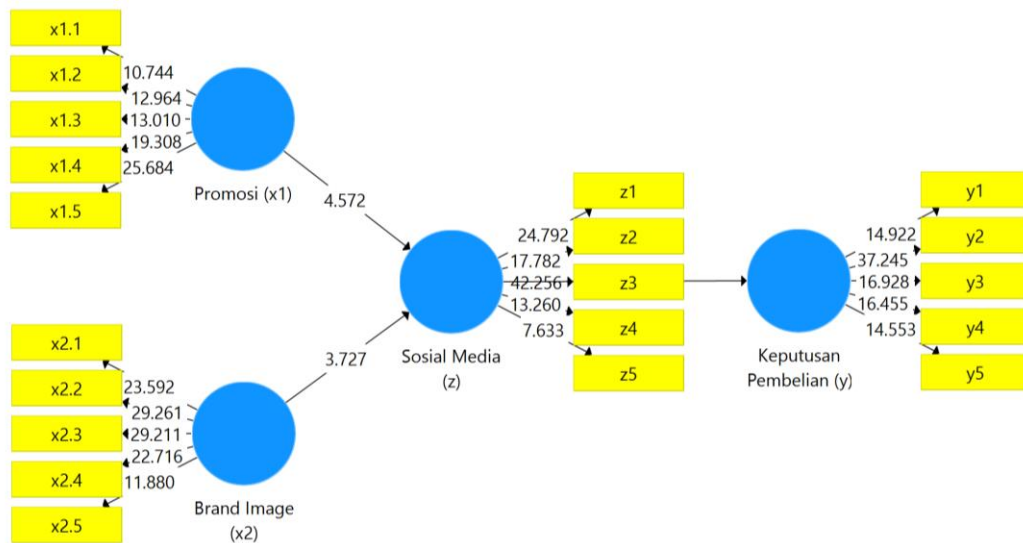 x1.1
x1.2
x1.3
x1.4
x1.5
10.744
12.964
13.010
19.308
25.684
Promosi (x1)
4.572
x2.1
x2.2
x2.3
x2.4
x2.5
23.592
29.261
29.211
22.716
11.880
Brand Image
(x2)
3.727
Sosial Media
(z)
24.792
17.782
42.256
13.260
7.633
z1
z2
z3
z4
z5
Keputusan
Pembelian (y)
14.922
37.245
16.928
16.455
14.553
y1
y2
y3
y4
y5